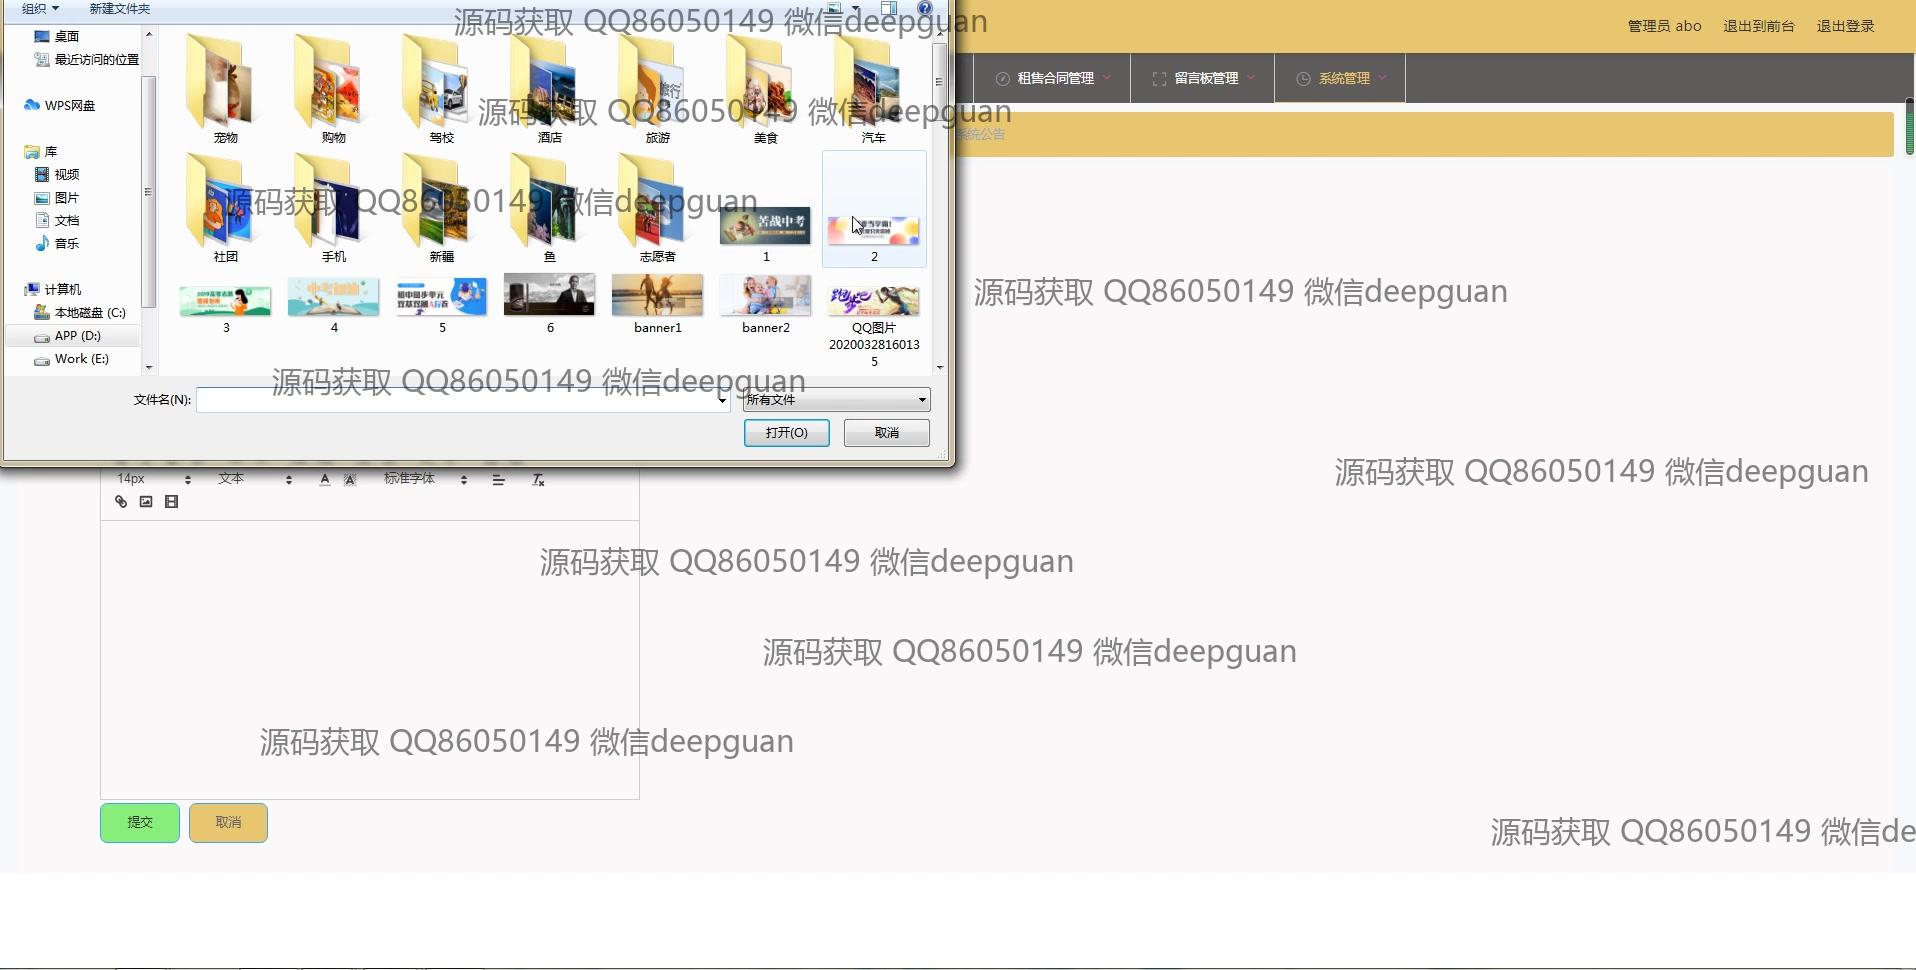 组织
新建文件夹
源码获取 QQ86050149 微信deepguan
管理员 abo
退出到前台
退出登录
桌面
最近访问的位置
WPS网盘
库
视频
图片
文档
音乐
计算机
本地磁盘 (C:)
APP (D:)
Work (E:)
宠物
购物
驾校
酒店
旅游
美食
汽车
源码获取 QQ86050149 微信deepguan
租售合同管理
留言板管理
系统管理
系统公告
社团
手机
新疆
鱼
志愿者
苦战中考
1
2
源码获取 QQ86050149 微信deepguan
3
4
5
6
banner1
banner2
QQ图片
2020032816013
5
源码获取 QQ86050149 微信deepguan
源码获取 QQ86050149 微信deepguan
文件名(N):
所有文件
打开(O)
取消
14px
文本
标准字体
源码获取 QQ86050149 微信deepguan
源码获取 QQ86050149 微信deepguan
源码获取 QQ86050149 微信deepguan
源码获取 QQ86050149 微信deepguan
提交
取消
源码获取 QQ86050149 微信de